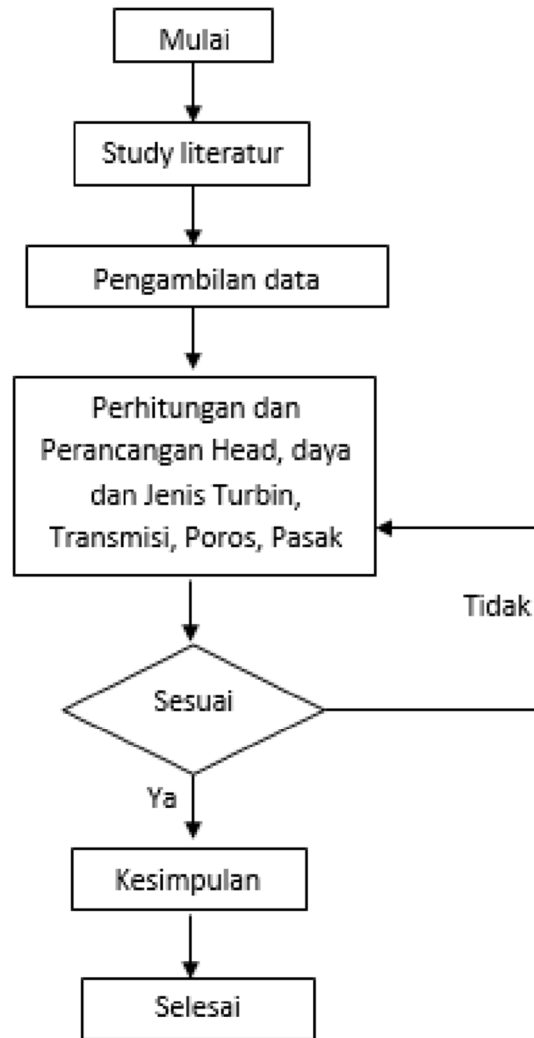 Mulai
Study literatur
Pengambilan data
Perhitungan dan
Perancangan Head, daya
dan Jenis Turbin,
Transmisi, Poros, Pasak
Tidak
Sesuai
Ya
Kesimpulan
Selesai